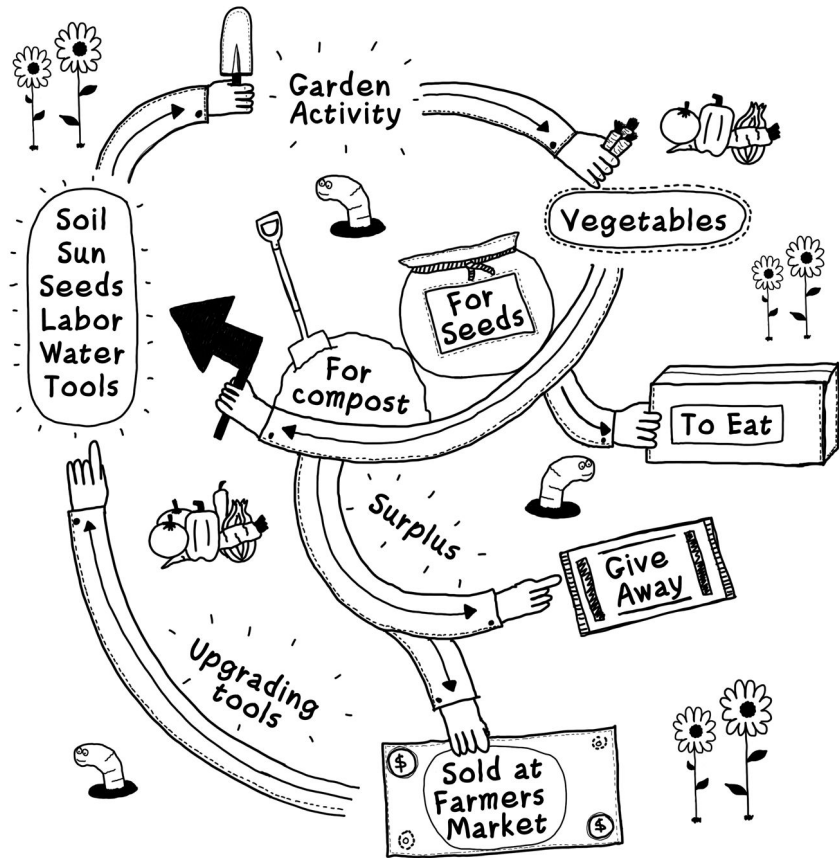 Garden
Activity
Soil
Sun
Seeds
Labor
Water
Tools
Vegetables
For
Seeds
For
compost
To Eat
Surplus
Give
Away
Upgrading
tools
$
Sold at
Farmers
Market
$